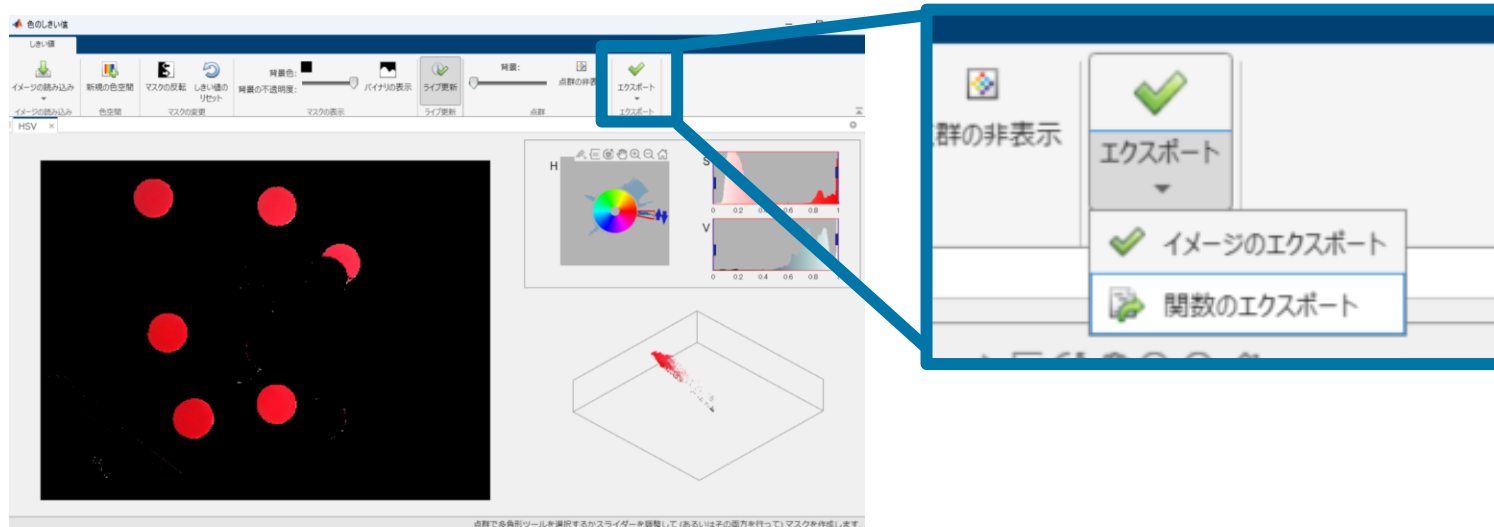 色のしきい値
しきい値
イメージの読み込み
新規の色空間
マスクの反転
しきい値の
リセット
背景色:
背景の不透明度:
バイナリの表示
ライブ更新
背景:
点群の非表
エクスポート
イメージの読み込み
色空間
マスクの変更
マスクの表示
ライブ更新
点群
エクスポート
HSV ×
H
S
0 0.2 0.6 0.8 1
V
0 0.2 0.4 0.6 0.8
点群で多角形ツールを選択するかスライダーを調整して (あるいはその両方を行って) マスクを作成します
群の非表示
エクスポート
イメージのエクスポート
関数のエクスポート